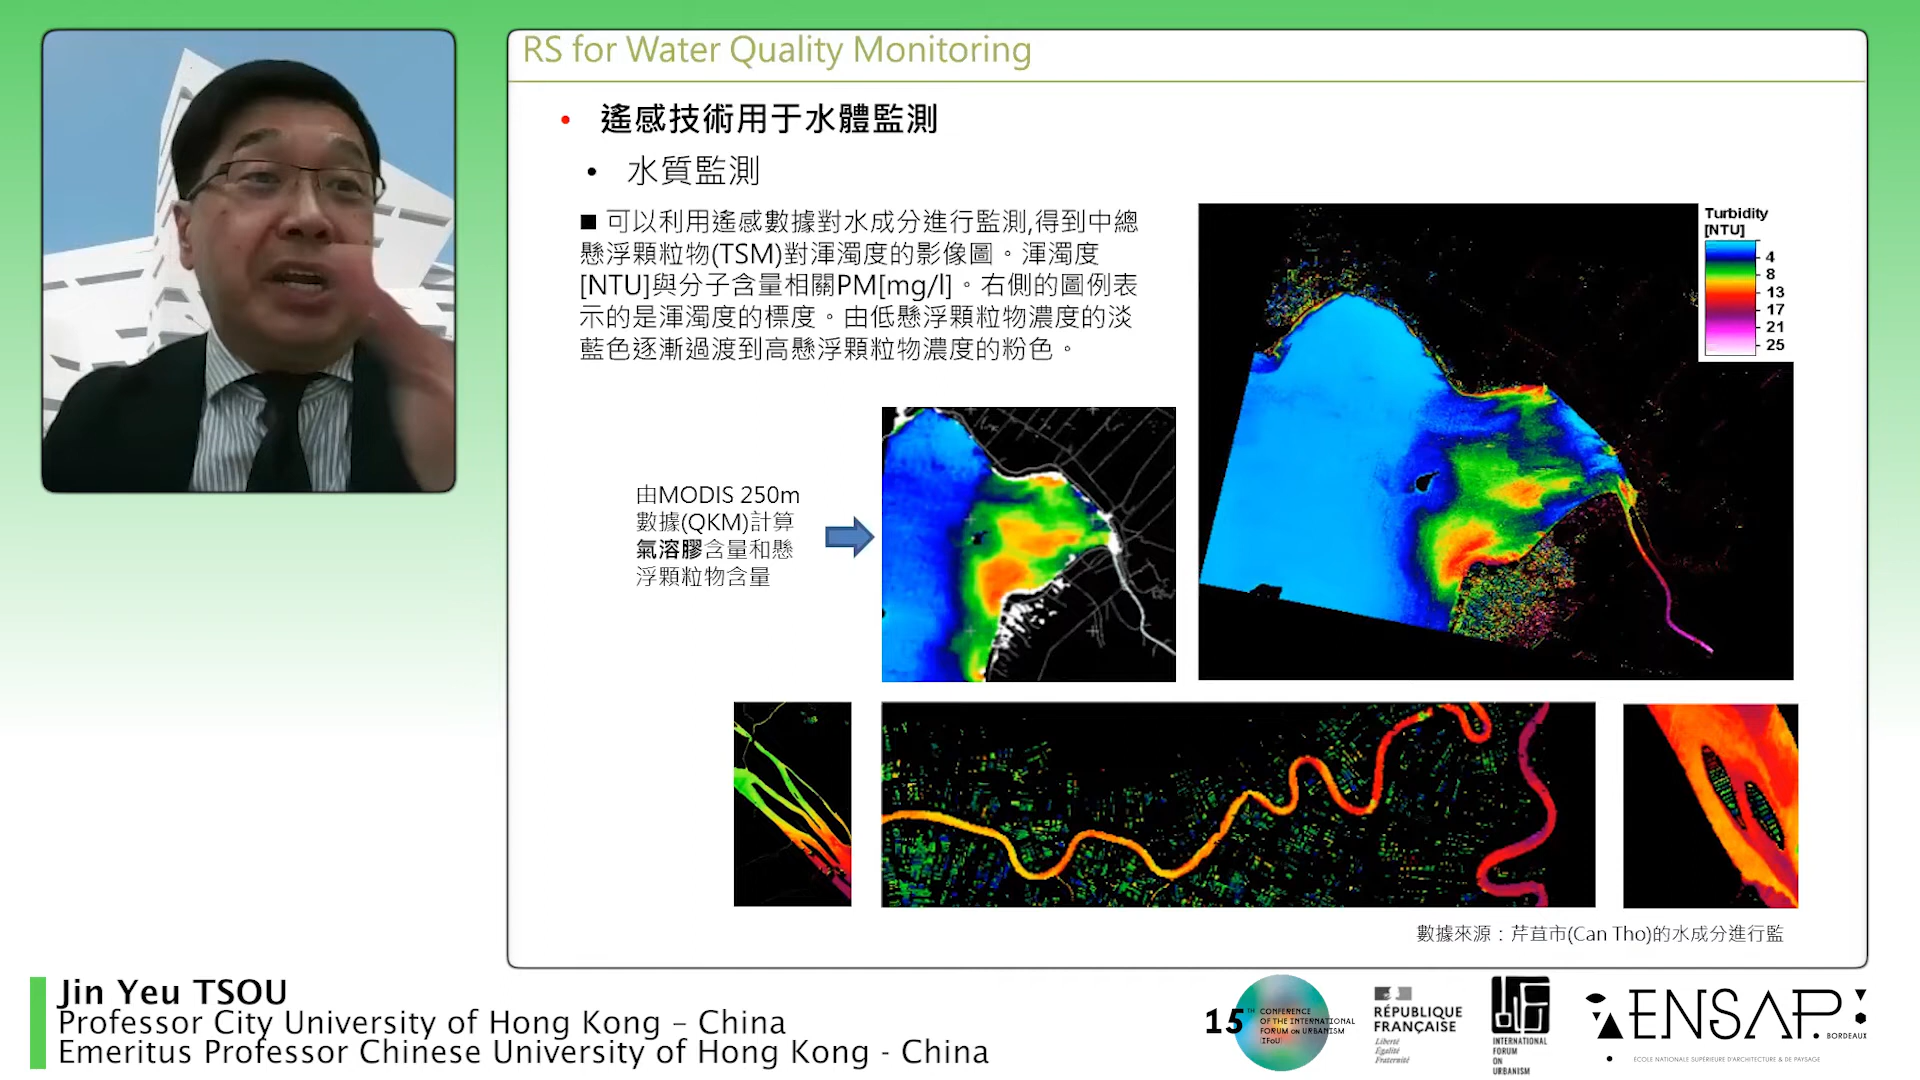 RS for Water Quality Monitoring
• 遙感技術用于水體監測
• 水質監測
■ 可以利用遙感數據對水成分進行監測,得到中總
懸浮顆粒物(TSM)對渾濁度的影像圖。渾濁度
[NTU]與分子含量相關PM[mg/l]。右側的圖例表
示的是渾濁度的標度。由低懸浮顆粒物濃度的淡
藍色逐漸過渡到高懸浮顆粒物濃度的粉色。
Turbidity
[NTU]
4
8
13
17
21
25
由MODIS 250m
數據(QKM)計算
氣溶膠含量和懸
浮顆粒物含量
數據來源：芹苴市(Can Tho)的水成分進行監
Jin Yeu TSOU
Professor City University of Hong Kong – China
Emeritus Professor Chinese University of Hong Kong - China
15TH CONFERENCE
OF THE INTERNATIONAL
FORUM ON URBANISM
(IFoU)
RÉPUBLIQUE
FRANÇAISE
Liberté
Égalité
Fraternité
INTERNATIONAL
FORUM
ON
URBANISM
ENSAP
BORDEAUX
ÉCOLE NATIONALE SUPÉRIEURE D'ARCHITECTURE & DE PAYSAGE